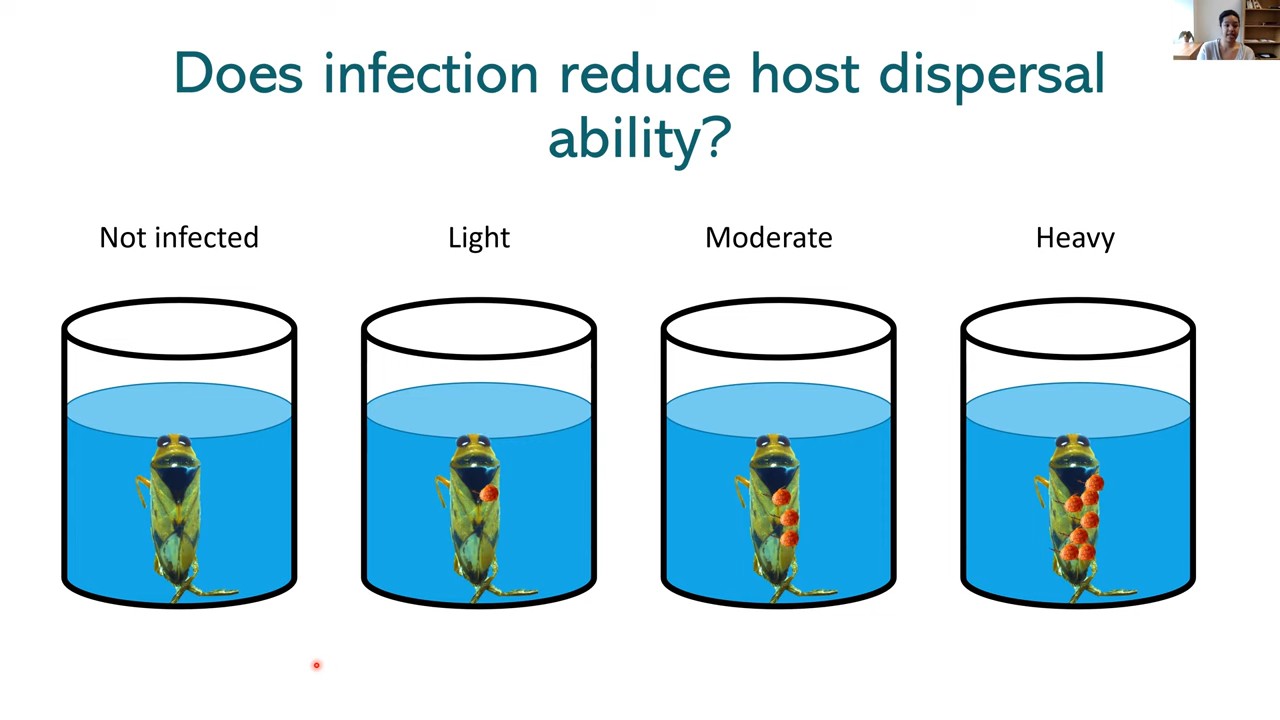 Does infection reduce host dispersal
ability?
Not infected
Light
Moderate
Heavy